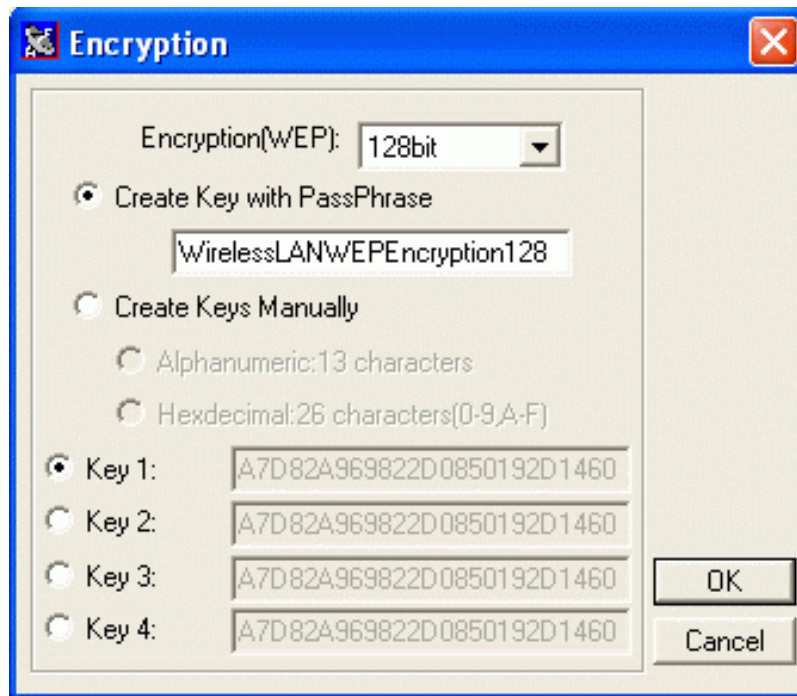 Encryption
Encryption(WEP): 128bit
Create Key with PassPhrase
WirelessLANWEPEncryption128
Create Keys Manually
Alphanumeric:13 characters
Hexdecimal:26 characters(0-9,A-F)
Key 1: A7D82A969822D0850192D1460
Key 2: A7D82A969822D0850192D1460
Key 3: A7D82A969822D0850192D1460
Key 4: A7D82A969822D0850192D1460
OK
Cancel